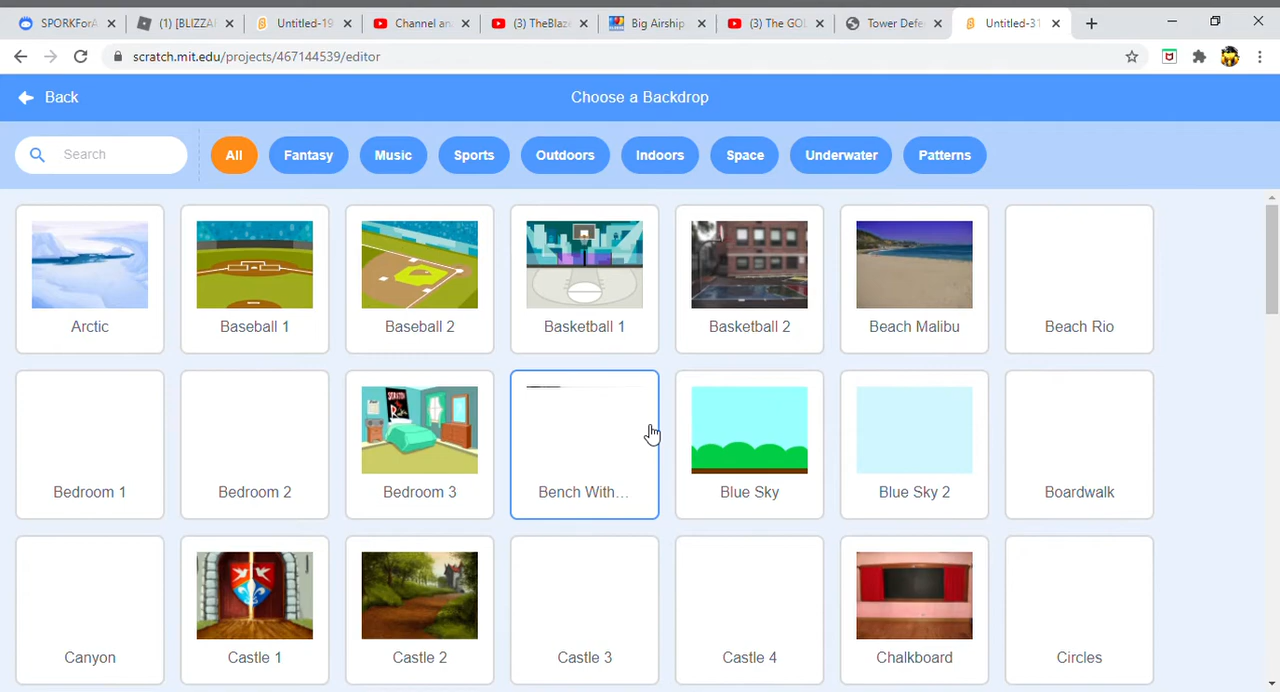 SPORKForA
(1) [BLIZZAI
Untitled-19
Channel an
(3) TheBlaze
Big Airship
(3) The GOL
Tower Defe
Untitled-31
scratch.mit.edu/projects/467144539/editor
Back
Choose a Backdrop
Search
All
Fantasy
Music
Sports
Outdoors
Indoors
Space
Underwater
Patterns
Arctic
Baseball 1
Baseball 2
Basketball 1
Basketball 2
Beach Malibu
Beach Rio
Bedroom 1
Bedroom 2
Bedroom 3
Bench With...
Blue Sky
Blue Sky 2
Boardwalk
Canyon
Castle 1
Castle 2
Castle 3
Castle 4
Chalkboard
Circles